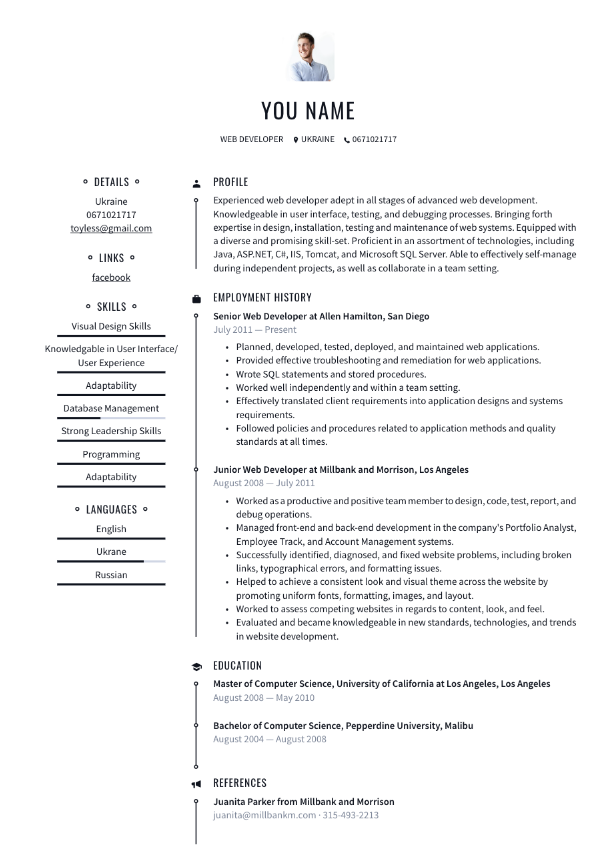 YOU NAME
WEB DEVELOPER UKRAINE 0671021717
DETAILS
Ukraine
0671021717
toyless@gmail.com
LINKS
facebook
SKILLS
Visual Design Skills
Knowledgable in User Interface/
User Experience
Adaptability
Database Management
Strong Leadership Skills
Programming
Adaptability
LANGUAGES
English
Ukrane
Russian
PROFILE
Experienced web developer adept in all stages of advanced web development.
Knowledgeable in user interface, testing, and debugging processes. Bringing forth
expertise in design, installation, testing and maintenance of web systems. Equipped with
a diverse and promising skill-set. Proficient in an assortment of technologies, including
Java, ASP.NET, C#, IIS, Tomcat, and Microsoft SQL Server. Able to effectively self-manage
during independent projects, as well as collaborate in a team setting.
EMPLOYMENT HISTORY
Senior Web Developer at Allen Hamilton, San Diego
July 2011 — Present
• Planned, developed, tested, deployed, and maintained web applications.
• Provided effective troubleshooting and remediation for web applications.
• Wrote SQL statements and stored procedures.
• Worked well independently and within a team setting.
• Effectively translated client requirements into application designs and systems
requirements.
• Followed policies and procedures related to application methods and quality
standards at all times.
Junior Web Developer at Millbank and Morrison, Los Angeles
August 2008 — July 2011
• Worked as a productive and positive team member to design, code, test, report, and
debug operations.
• Managed front-end and back-end development in the company's Portfolio Analyst,
Employee Track, and Account Management systems.
• Successfully identified, diagnosed, and fixed website problems, including broken
links, typographical errors, and formatting issues.
• Helped to achieve a consistent look and visual theme across the website by
promoting uniform fonts, formatting, images, and layout.
• Worked to assess competing websites in regards to content, look, and feel.
• Evaluated and became knowledgeable in new standards, technologies, and trends
in website development.
EDUCATION
Master of Computer Science, University of California at Los Angeles, Los Angeles
August 2008 — May 2010
Bachelor of Computer Science, Pepperdine University, Malibu
August 2004 — August 2008
REFERENCES
Juanita Parker from Millbank and Morrison
juanita@millbankm.com · 315-493-2213